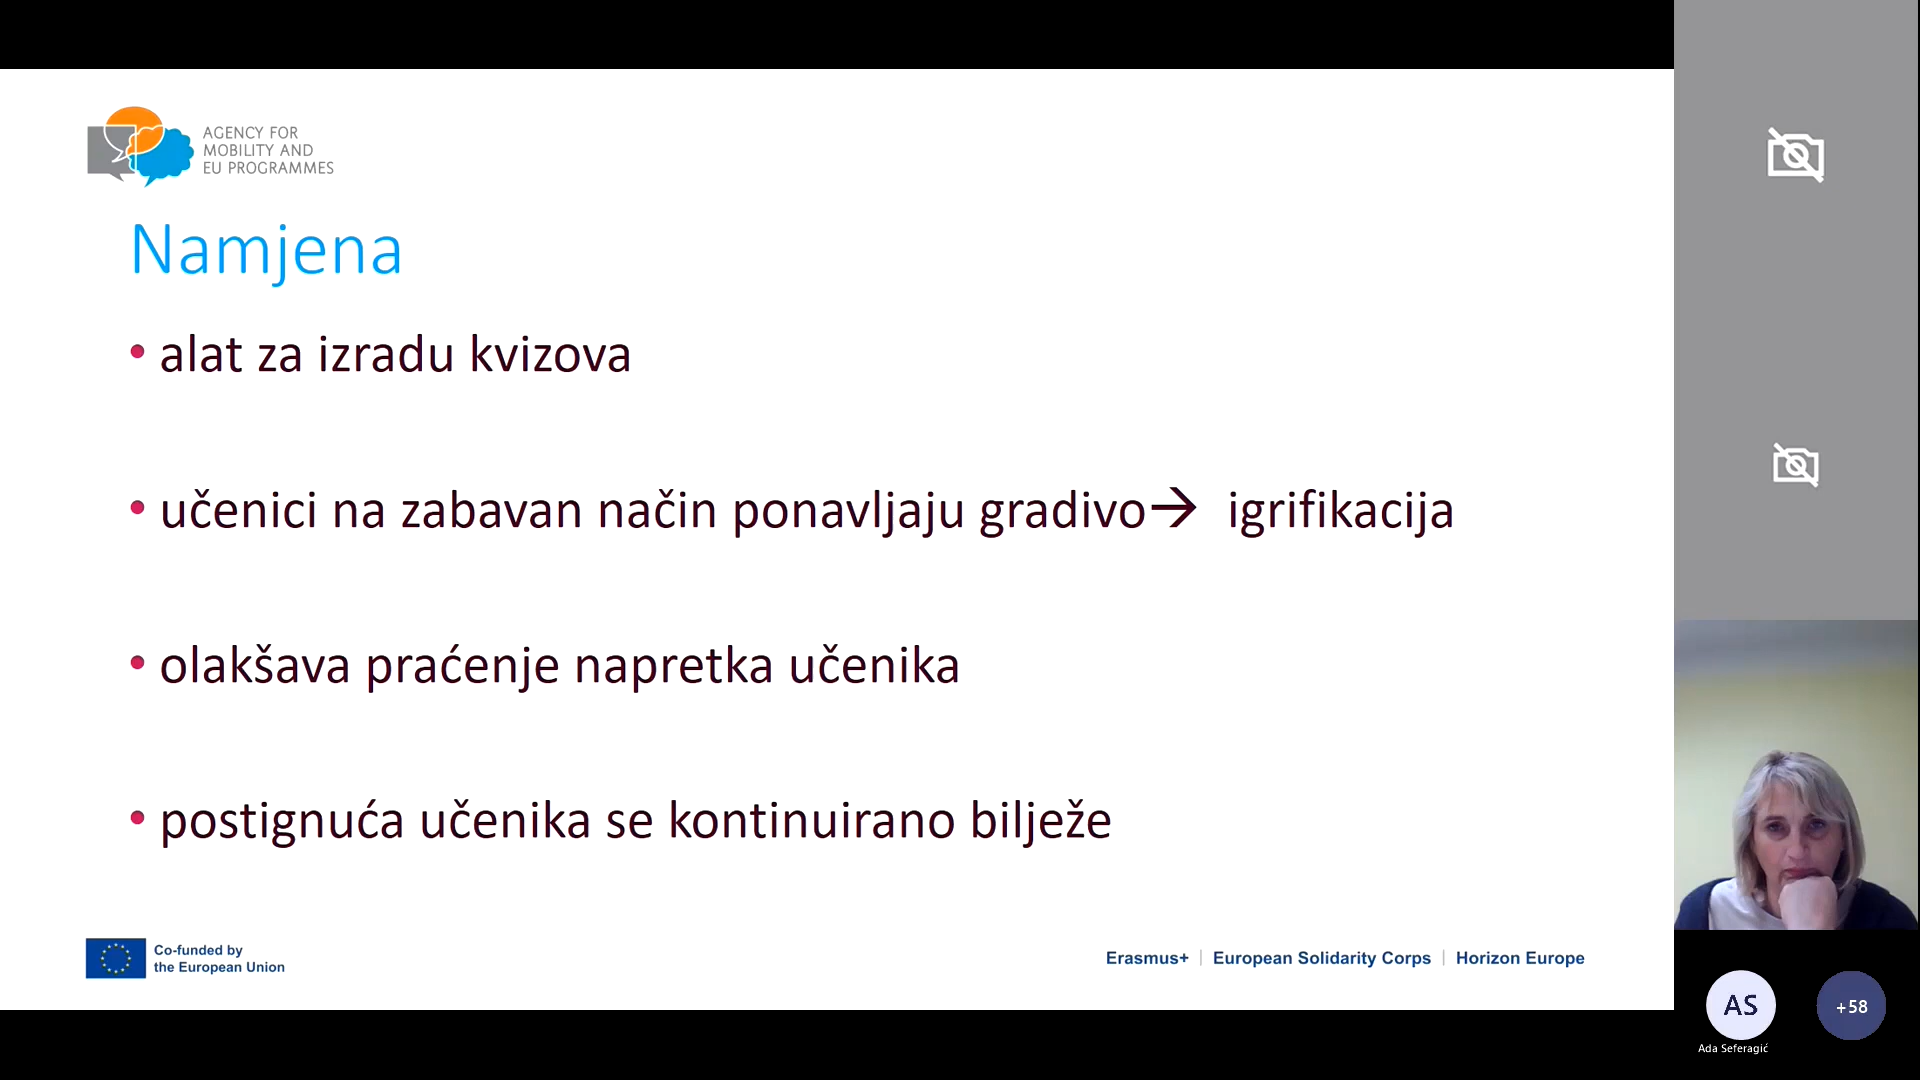 AGENCY FOR
MOBILITY AND
EU PROGRAMMES
Namjena
• alat za izradu kvizova
• učenici na zabavan način ponavljaju gradivo→ igrifikacija
• olakšava praćenje napretka učenika
• postignuća učenika se kontinuirano bilježe
Co-funded by
the European Union
Erasmus+ | European Solidarity Corps | Horizon Europe
AS
+58
Ada Seferagić